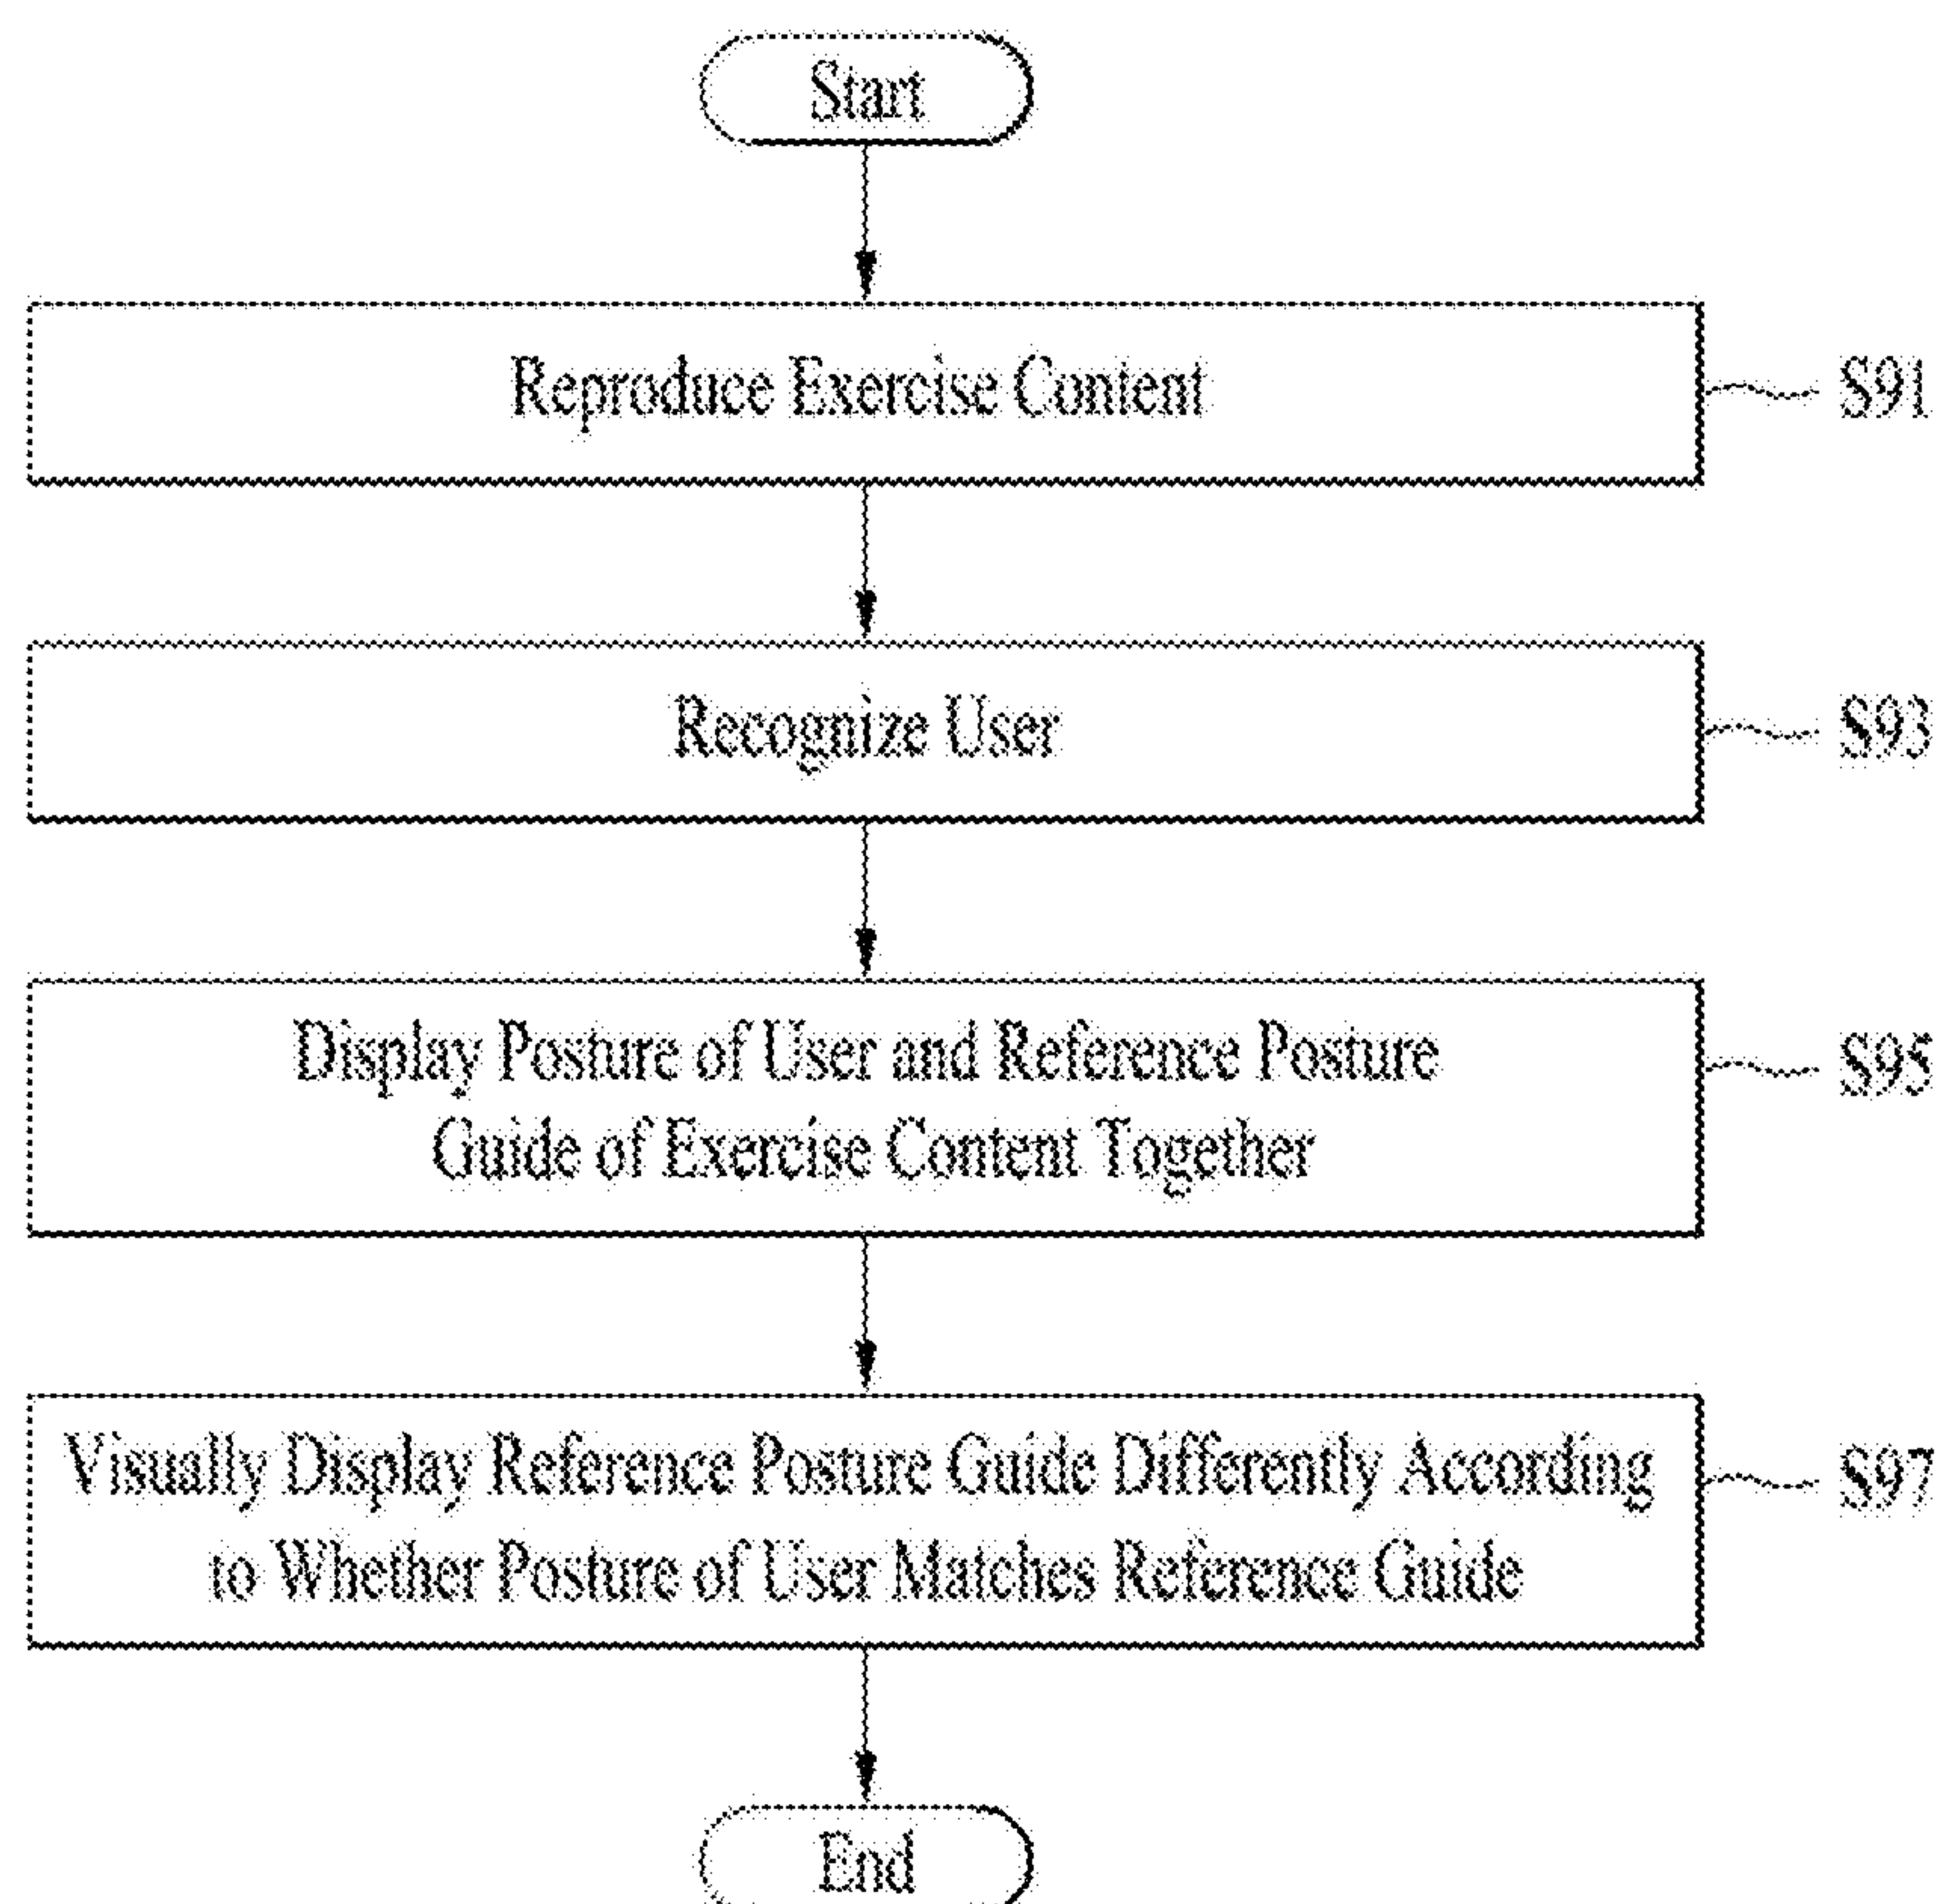 Start
Reproduce Exercise Content
S91
Recognize User
S93
Display Posture of User and Reference Posture
Guide of Exercise Content Together
S95
Visually Display Reference Posture Guide Differently According
to Whether Posture of User Matches Reference Guide
S97
End